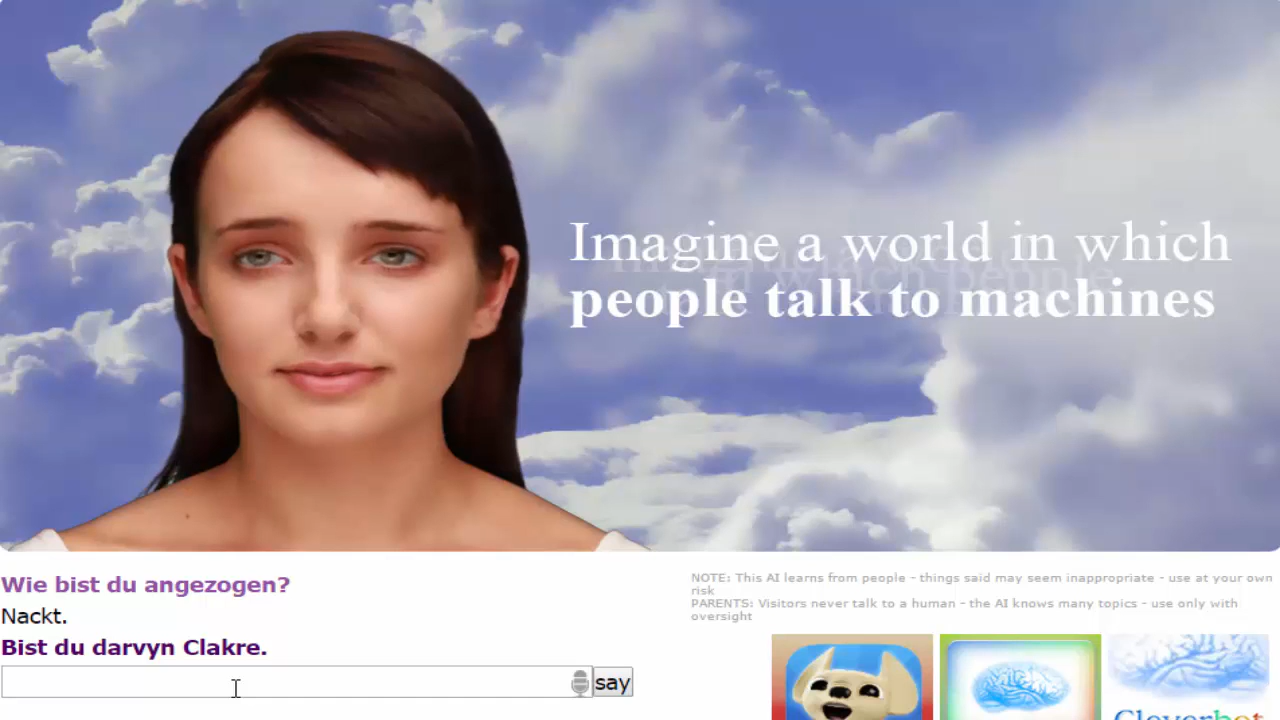 Imagine a world in which
people talk to machines
Wie bist du angezogen?
Nackt.
Bist du darvyn Clakre.
say
NOTE: This AI learns from people - things said may seem inappropriate - use at your own
risk
PARENTS: Visitors never talk to a human - the AI knows many topics - use only with
oversight
Cleverbot